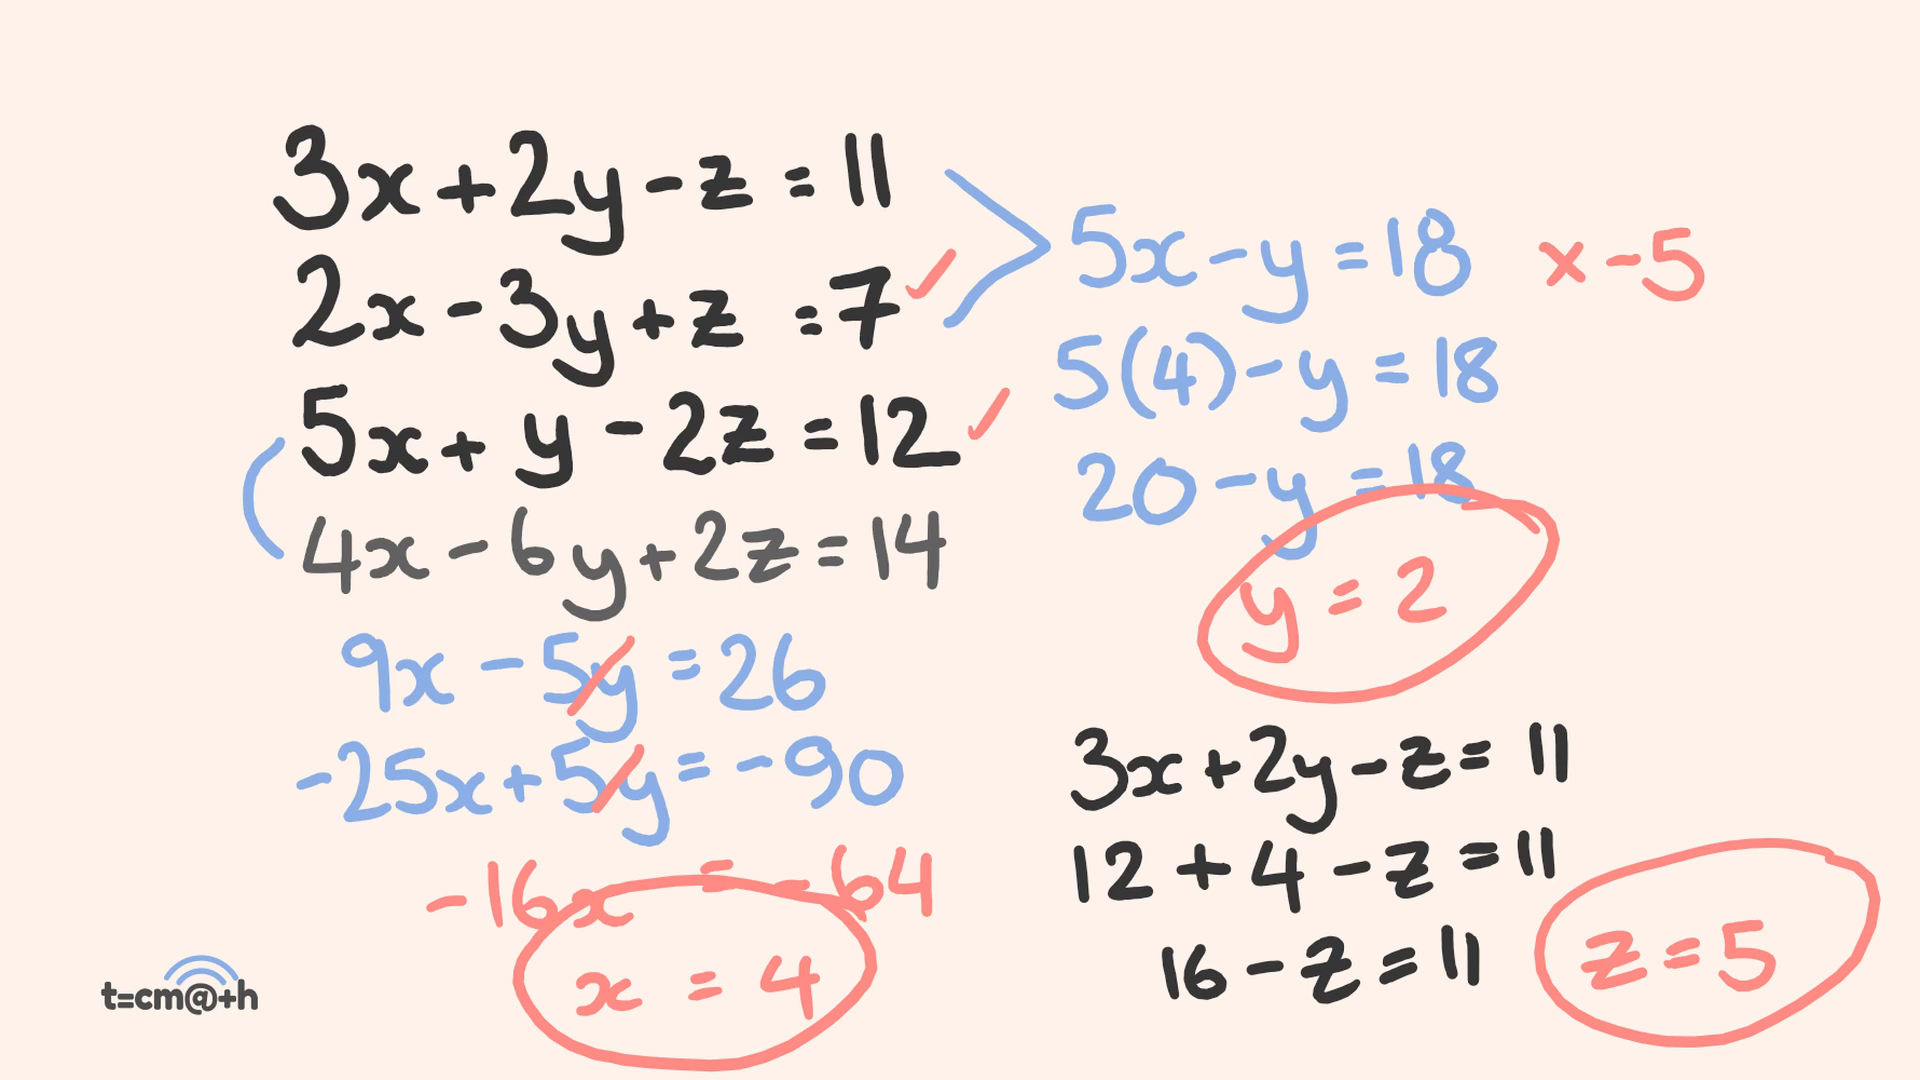 3x + 2y - z = 11
2x - 3y + z = 7
5x + y - 2z = 12
4x - 6y + 2z = 14
9x - 5y = 26
-25x + 5y = -90
-16x = -64
x = 4
5x - y = 18 x -5
5(4) - y = 18
20 - y = 18
y = 2
3x + 2y - z = 11
12 + 4 - z = 11
16 - z = 11
z = 5
t=cm@+h